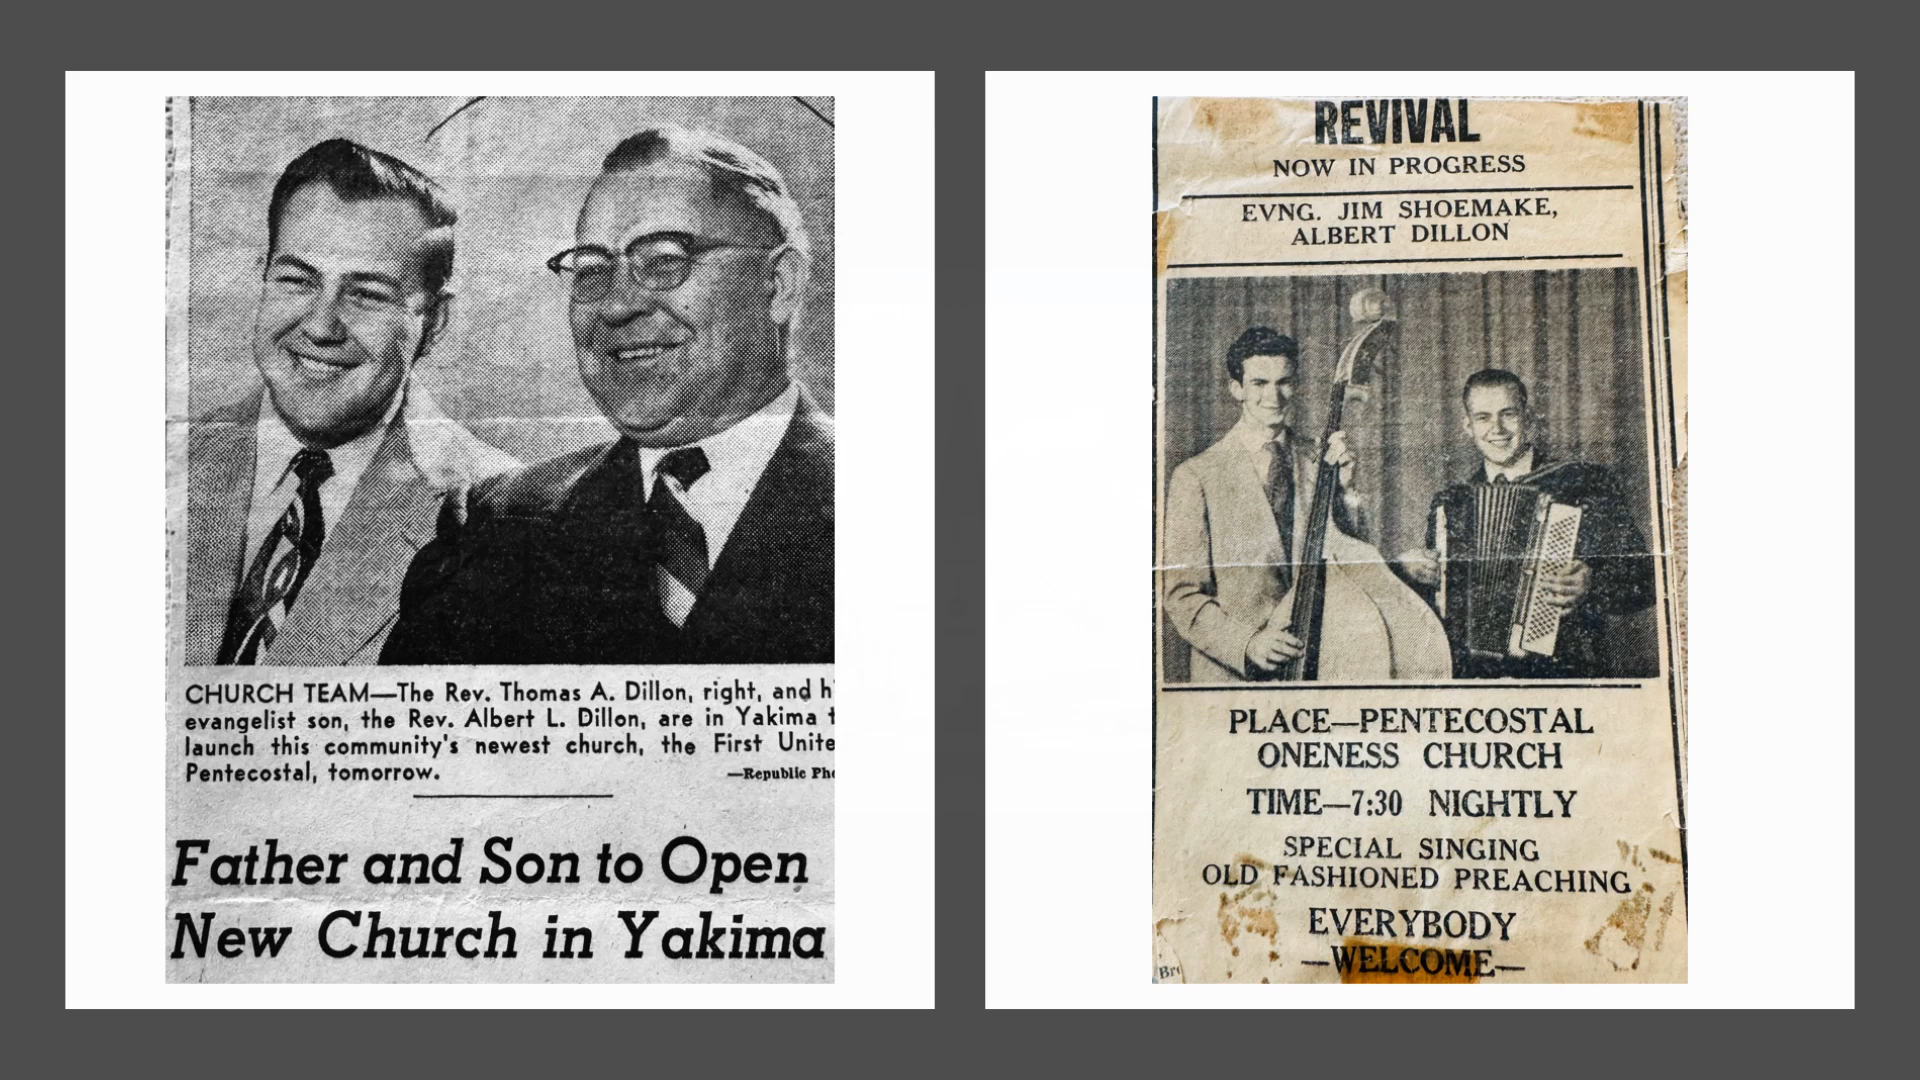 CHURCH TEAM—The Rev. Thomas A. Dillon, right, and h
evangelist son, the Rev. Albert L. Dillon, are in Yakima t
launch this community's newest church, the First Unite
Pentecostal, tomorrow.
—Republic Pho
Father and Son to Open
New Church in Yakima
REVIVAL
NOW IN PROGRESS
EVNG. JIM SHOEMAKE,
ALBERT DILLON
PLACE—PENTECOSTAL
ONENESS CHURCH
TIME—7:30 NIGHTLY
SPECIAL SINGING
OLD FASHIONED PREACHING
EVERYBODY
—WELCOME—